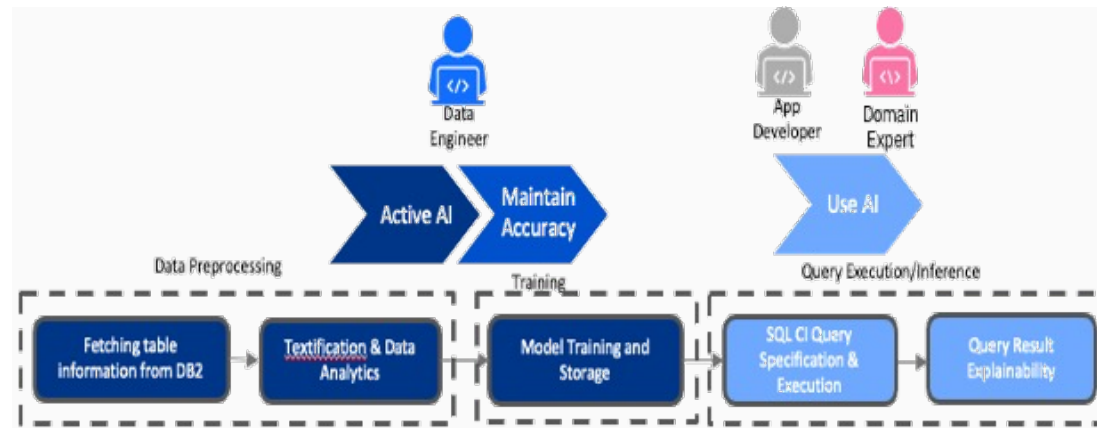 </>
</>
<\>
Data
Engineer
App
Developer
Domain
Expert
Active AI
Maintain
Accuracy
Use AI
Data Preprocessing
Training
Query Execution/Inference
Fetching table
information from DB2
Textification & Data
Analytics
Model Training and
Storage
SQL CI Query
Specification &
Execution
Query Result
Explainability